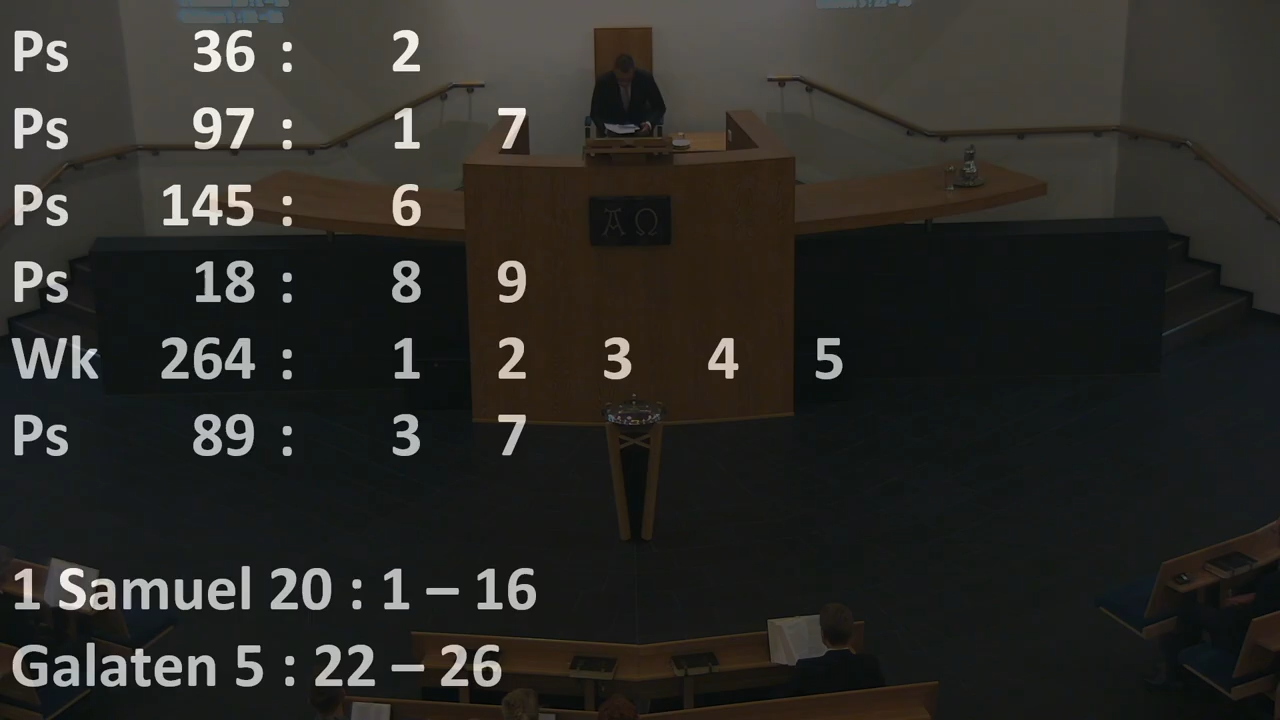 Ps 36 : 2
Ps 97 : 1 7
Ps 145 : 6
Ps 18 : 8 9
Wk 264 : 1 2 3 4 5
Ps 89 : 3 7
Α Ω
1 Samuel 20 : 1 – 16
Galaten 5 : 22 – 26